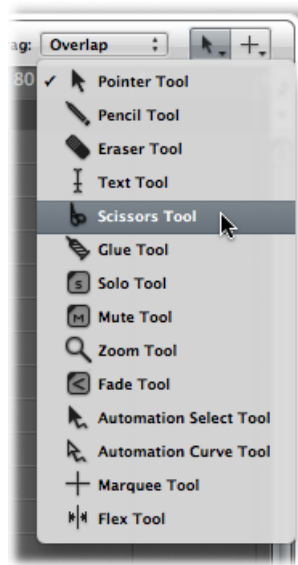 ag: Overlap
80
Pointer Tool
Pencil Tool
Eraser Tool
Text Tool
Scissors Tool
Glue Tool
S Solo Tool
M Mute Tool
Zoom Tool
Fade Tool
Automation Select Tool
Automation Curve Tool
Marquee Tool
Flex Tool